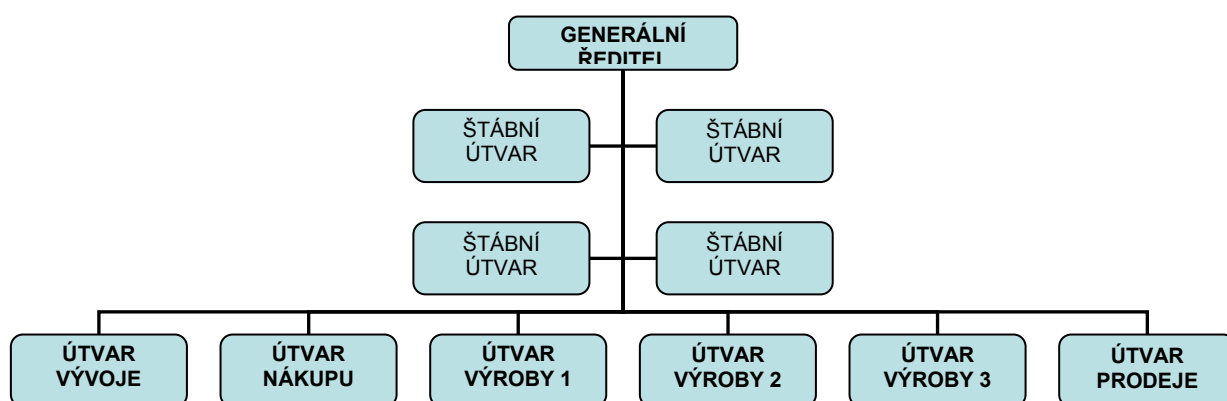 GENERÁLNÍ
ŘEDITEL
ŠTÁBNÍ
ÚTVAR
ŠTÁBNÍ
ÚTVAR
ŠTÁBNÍ
ÚTVAR
ŠTÁBNÍ
ÚTVAR
ÚTVAR
VÝVOJE
ÚTVAR
NÁKUPU
ÚTVAR
VÝROBY 1
ÚTVAR
VÝROBY 2
ÚTVAR
VÝROBY 3
ÚTVAR
PRODEJE